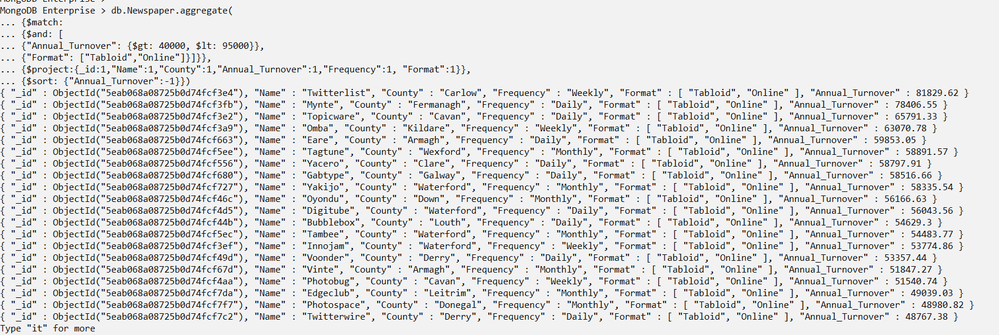 MongoDB Enterprise >
MongoDB Enterprise > db.Newspaper.aggregate(
... {$match:
... {$and: [
... {"Annual_Turnover": {$gt: 40000, $lt: 95000}},
... {"Format": ["Tabloid","Online"]}]}},
... {$project:{_id:1,"Name":1,"County":1,"Annual_Turnover":1,"Frequency":1, "Format":1}},
... {$sort: {"Annual_Turnover":-1}})
{ "_id" : ObjectId("5eab068a08725b0d74fcf3e4"), "Name" : "Twitterlist", "County" : "Carlow", "Frequency" : "Weekly", "Format" : [ "Tabloid", "Online" ], "Annual_Turnover" : 81829.62 }
{ "_id" : ObjectId("5eab068a08725b0d74fcf3fb"), "Name" : "Mynte", "County" : "Fermanagh", "Frequency" : "Daily", "Format" : [ "Tabloid", "Online" ], "Annual_Turnover" : 78406.55 }
{ "_id" : ObjectId("5eab068a08725b0d74fcf3e2"), "Name" : "Topicware", "County" : "Cavan", "Frequency" : "Daily", "Format" : [ "Tabloid", "Online" ], "Annual_Turnover" : 65791.33 }
{ "_id" : ObjectId("5eab068a08725b0d74fcf3a9"), "Name" : "Omba", "County" : "Kildare", "Frequency" : "Weekly", "Format" : [ "Tabloid", "Online" ], "Annual_Turnover" : 63070.78 }
{ "_id" : ObjectId("5eab068a08725b0d74fcf663"), "Name" : "Eare", "County" : "Armagh", "Frequency" : "Daily", "Format" : [ "Tabloid", "Online" ], "Annual_Turnover" : 59853.05 }
{ "_id" : ObjectId("5eab068a08725b0d74fcf5ee"), "Name" : "Tagtune", "County" : "Wexford", "Frequency" : "Monthly", "Format" : [ "Tabloid", "Online" ], "Annual_Turnover" : 58891.57 }
{ "_id" : ObjectId("5eab068a08725b0d74fcf556"), "Name" : "Yacero", "County" : "Clare", "Frequency" : "Daily", "Format" : [ "Tabloid", "Online" ], "Annual_Turnover" : 58797.91 }
{ "_id" : ObjectId("5eab068a08725b0d74fcf680"), "Name" : "Gabtype", "County" : "Galway", "Frequency" : "Daily", "Format" : [ "Tabloid", "Online" ], "Annual_Turnover" : 58516.66 }
{ "_id" : ObjectId("5eab068a08725b0d74fcf727"), "Name" : "Yakijo", "County" : "Waterford", "Frequency" : "Monthly", "Format" : [ "Tabloid", "Online" ], "Annual_Turnover" : 58335.54 }
{ "_id" : ObjectId("5eab068a08725b0d74fcf46c"), "Name" : "Oyondu", "County" : "Down", "Frequency" : "Monthly", "Format" : [ "Tabloid", "Online" ], "Annual_Turnover" : 56166.63 }
{ "_id" : ObjectId("5eab068a08725b0d74fcf4d5"), "Name" : "Digitube", "County" : "Waterford", "Frequency" : "Daily", "Format" : [ "Tabloid", "Online" ], "Annual_Turnover" : 56043.56 }
{ "_id" : ObjectId("5eab068a08725b0d74fcf44b"), "Name" : "Bubblebox", "County" : "Louth", "Frequency" : "Daily", "Format" : [ "Tabloid", "Online" ], "Annual_Turnover" : 54629.3 }
{ "_id" : ObjectId("5eab068a08725b0d74fcf5ec"), "Name" : "Tambee", "County" : "Waterford", "Frequency" : "Monthly", "Format" : [ "Tabloid", "Online" ], "Annual_Turnover" : 54483.77 }
{ "_id" : ObjectId("5eab068a08725b0d74fcf3ef"), "Name" : "Innojam", "County" : "Waterford", "Frequency" : "Weekly", "Format" : [ "Tabloid", "Online" ], "Annual_Turnover" : 53774.86 }
{ "_id" : ObjectId("5eab068a08725b0d74fcf49d"), "Name" : "Voonder", "County" : "Derry", "Frequency" : "Daily", "Format" : [ "Tabloid", "Online" ], "Annual_Turnover" : 53357.44 }
{ "_id" : ObjectId("5eab068a08725b0d74fcf67d"), "Name" : "Vinte", "County" : "Armagh", "Frequency" : "Monthly", "Format" : [ "Tabloid", "Online" ], "Annual_Turnover" : 51847.27 }
{ "_id" : ObjectId("5eab068a08725b0d74fcf4aa"), "Name" : "Photobug", "County" : "Cavan", "Frequency" : "Weekly", "Format" : [ "Tabloid", "Online" ], "Annual_Turnover" : 51540.74 }
{ "_id" : ObjectId("5eab068a08725b0d74fcf7da"), "Name" : "Edgeclub", "County" : "Leitrim", "Frequency" : "Monthly", "Format" : [ "Tabloid", "Online" ], "Annual_Turnover" : 49039.03 }
{ "_id" : ObjectId("5eab068a08725b0d74fcf7f7"), "Name" : "Photospace", "County" : "Donegal", "Frequency" : "Monthly", "Format" : [ "Tabloid", "Online" ], "Annual_Turnover" : 48980.82 }
{ "_id" : ObjectId("5eab068a08725b0d74fcf7c2"), "Name" : "Twitterwire", "County" : "Derry", "Frequency" : "Daily", "Format" : [ "Tabloid", "Online" ], "Annual_Turnover" : 48767.38 }
Type "it" for more